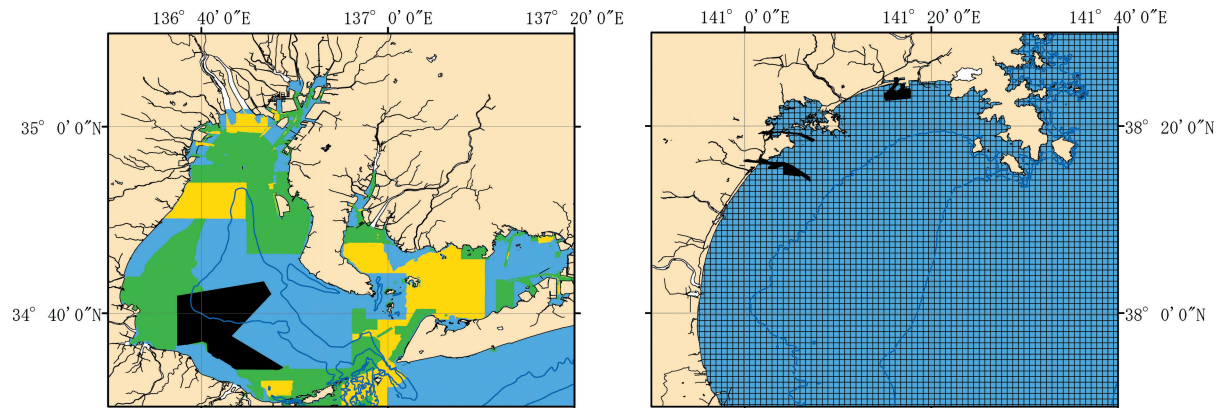 136° 40′ 0″E
137° 0′ 0″E
137° 20′ 0″E
35° 0′ 0″N
34° 40′ 0″N
141° 0′ 0″E
141° 20′ 0″E
141° 40′ 0″E
38° 20′ 0″N
38° 0′ 0″N